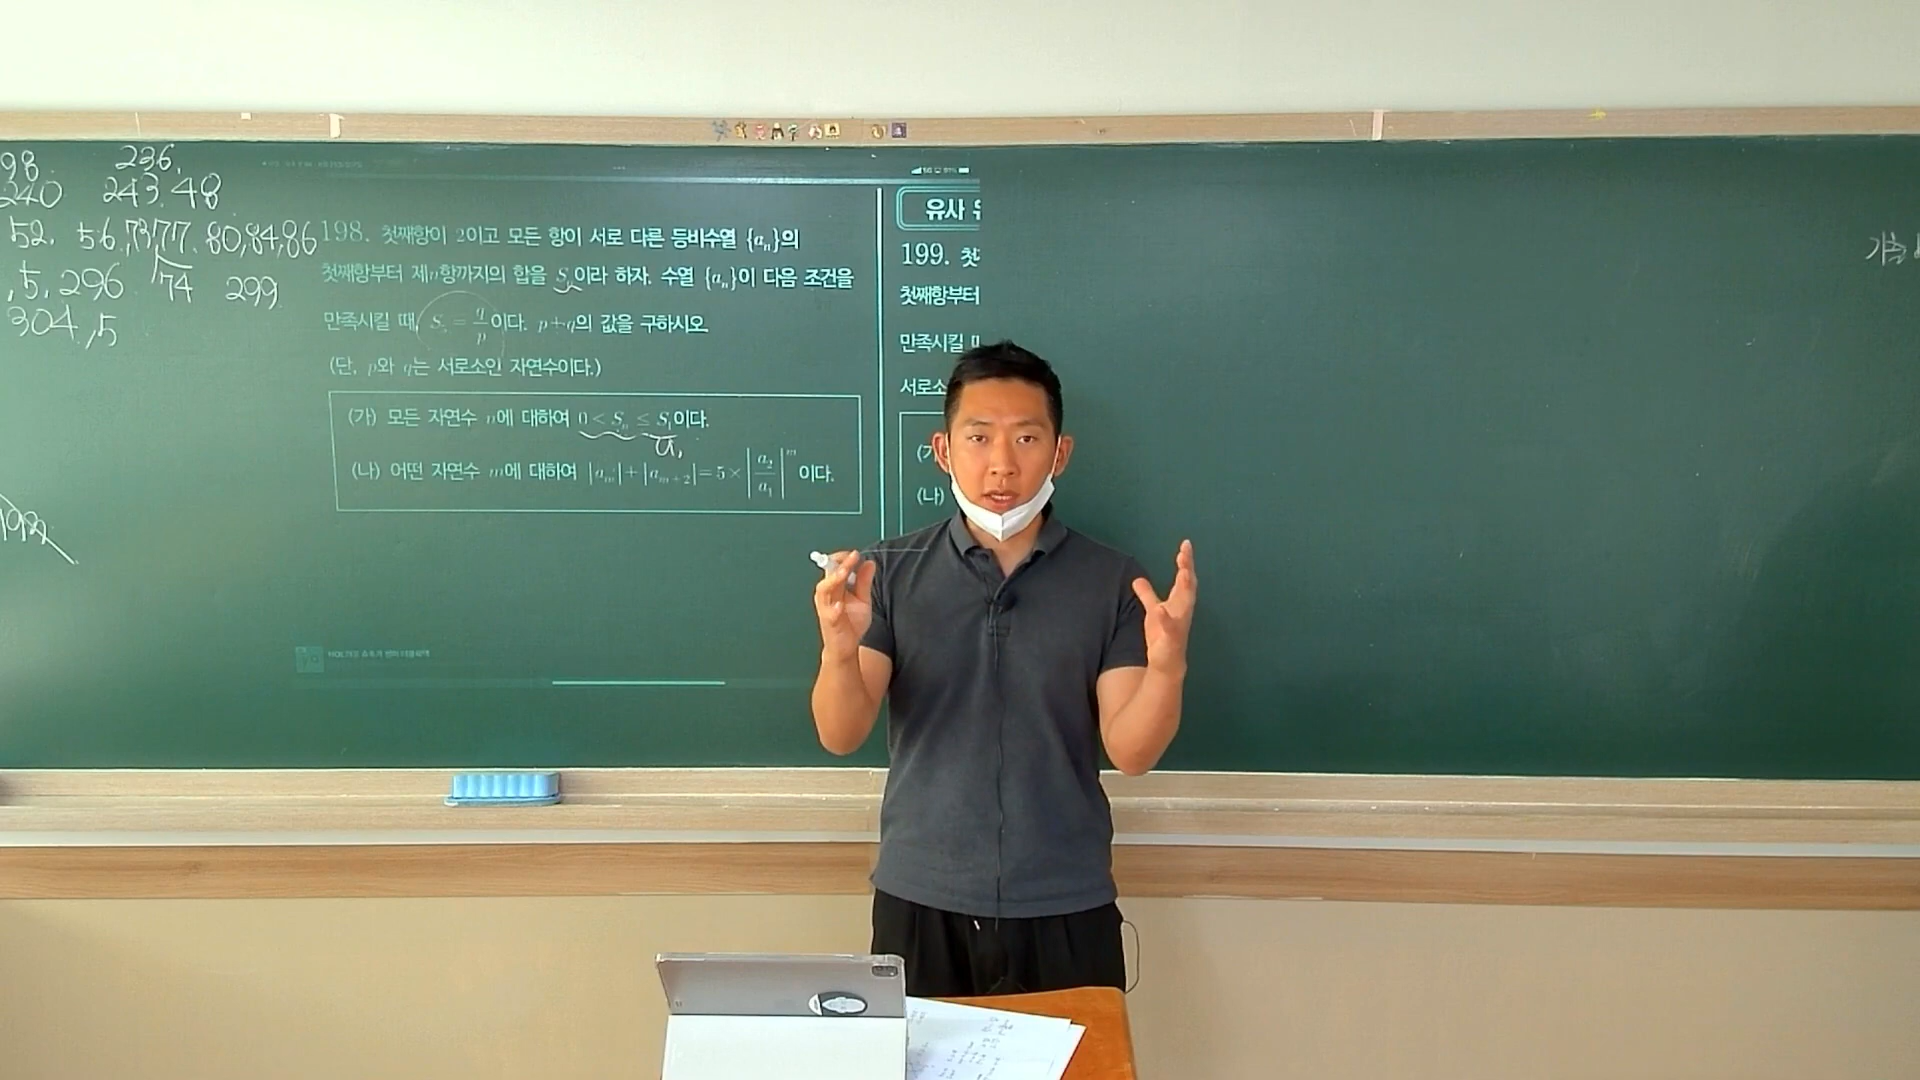 98 236,
240 243.48
52. 56,73,77. 80,84,86
74
,5, 296 299
304,5
192
198. 첫째항이 2이고 모든 항이 서로 다른 등비수열 {aₙ}의
첫째항부터 제n항까지의 합을 Sₙ이라 하자. 수열 {aₙ}이 다음 조건을
만족시킬 때, S = q/p이다. p+q의 값을 구하시오.
(단, p와 q는 서로소인 자연수이다.)
(가) 모든 자연수 n에 대하여 0 < Sₙ ≤ S₁이다.
a₁
(나) 어떤 자연수 m에 대하여 |aₘ|+|aₘ₊₂|=5×|a₂/a₁|ᵐ이다.
유사
199. 첫
첫째항부터
만족시킬
서로소
(가
(나)